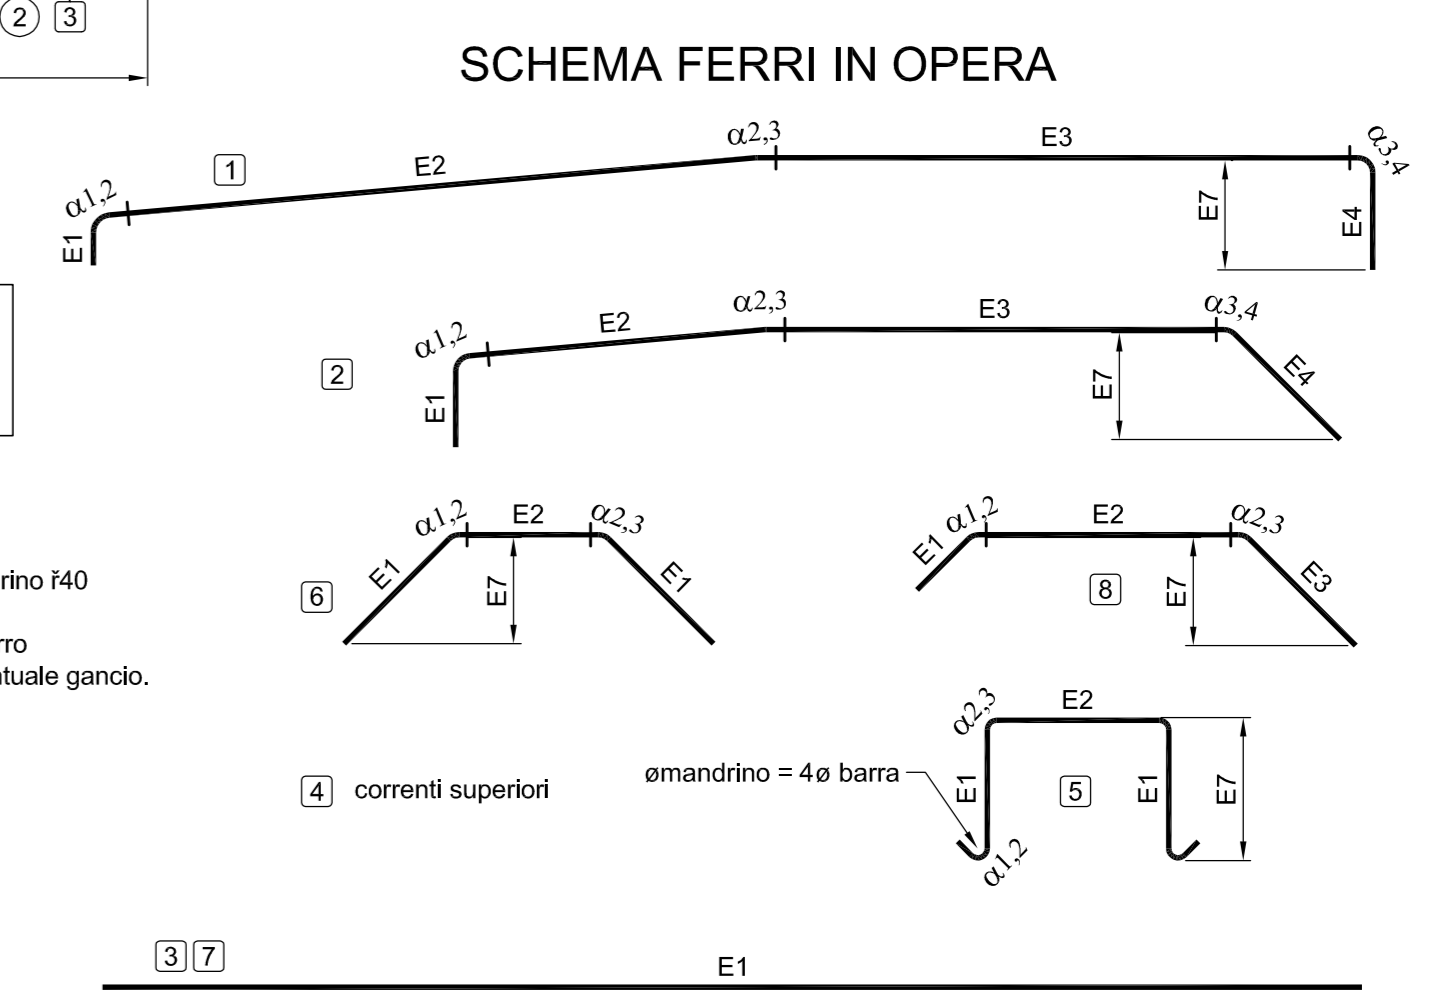 2 3
SCHEMA FERRI IN OPERA
1
α1,2
E1
E2
α2,3
E3
α3,4
E7
E4
2
α1,2
E1
E2
α2,3
E3
α3,4
E7
E4
rino ř40
rro
ntuale gancio.
6
E1
α1,2
E2
α2,3
E7
E1
8
E1
α1,2
E2
α2,3
E7
E3
4 correnti superiori
ømandrino = 4ø barra
α2,3
E2
E1
5
E1
E7
α1,2
3 7
E1